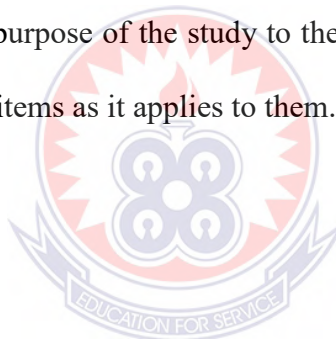 purpose of the study to the
items as it applies to them.
EDUCATION FOR SERVICE